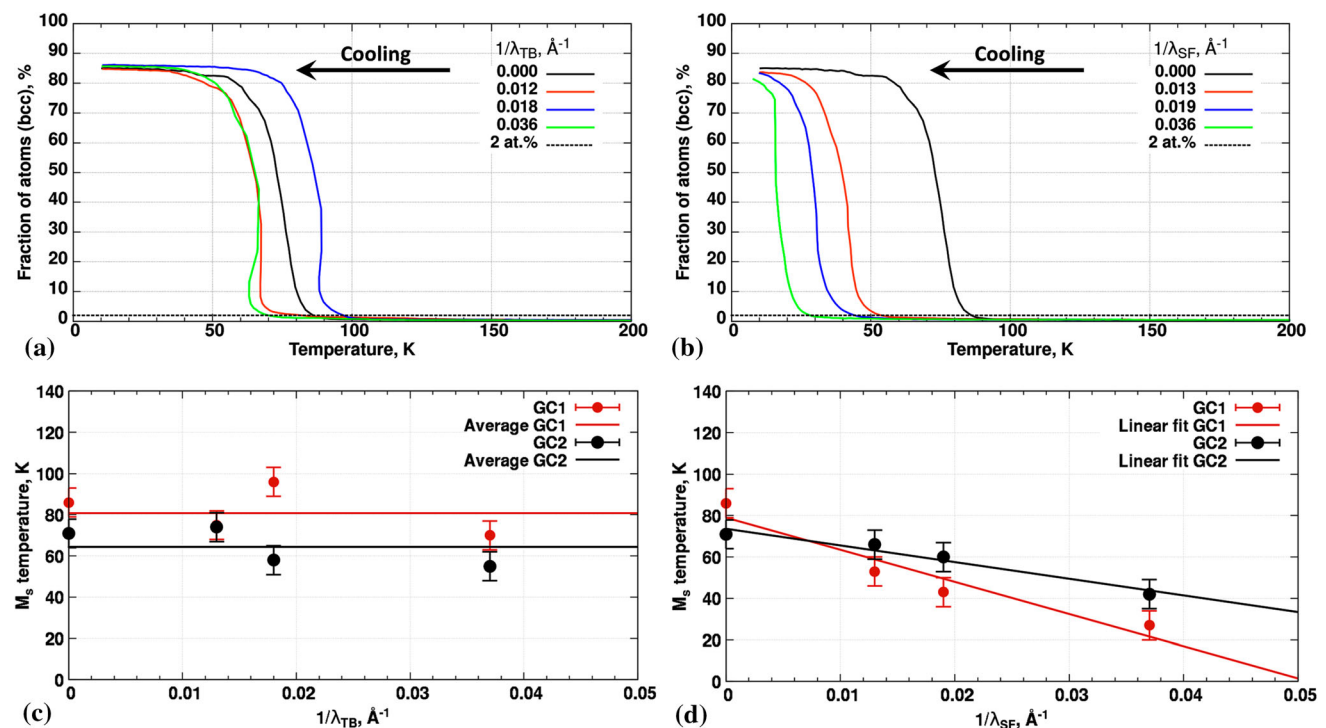 100
90
80
70
60
50
40
30
20
10
0
Fraction of atoms (bcc), %
Cooling
1/λTB, Å-1
0.000
0.012
0.018
0.036
2 at.%
0 50 100 150 200
Temperature, K
(a)
100
90
80
70
60
50
40
30
20
10
0
Fraction of atoms (bcc), %
Cooling
1/λSF, Å-1
0.000
0.013
0.019
0.036
2 at.%
0 50 100 150 200
Temperature, K
(b)
140
120
100
80
60
40
20
0
Ms temperature, K
GC1
Average GC1
GC2
Average GC2
0 0.01 0.02 0.03 0.04 0.05
1/λTB, Å-1
(c)
140
120
100
80
60
40
20
0
Ms temperature, K
GC1
Linear fit GC1
GC2
Linear fit GC2
0 0.01 0.02 0.03 0.04 0.05
1/λSF, Å-1
(d)